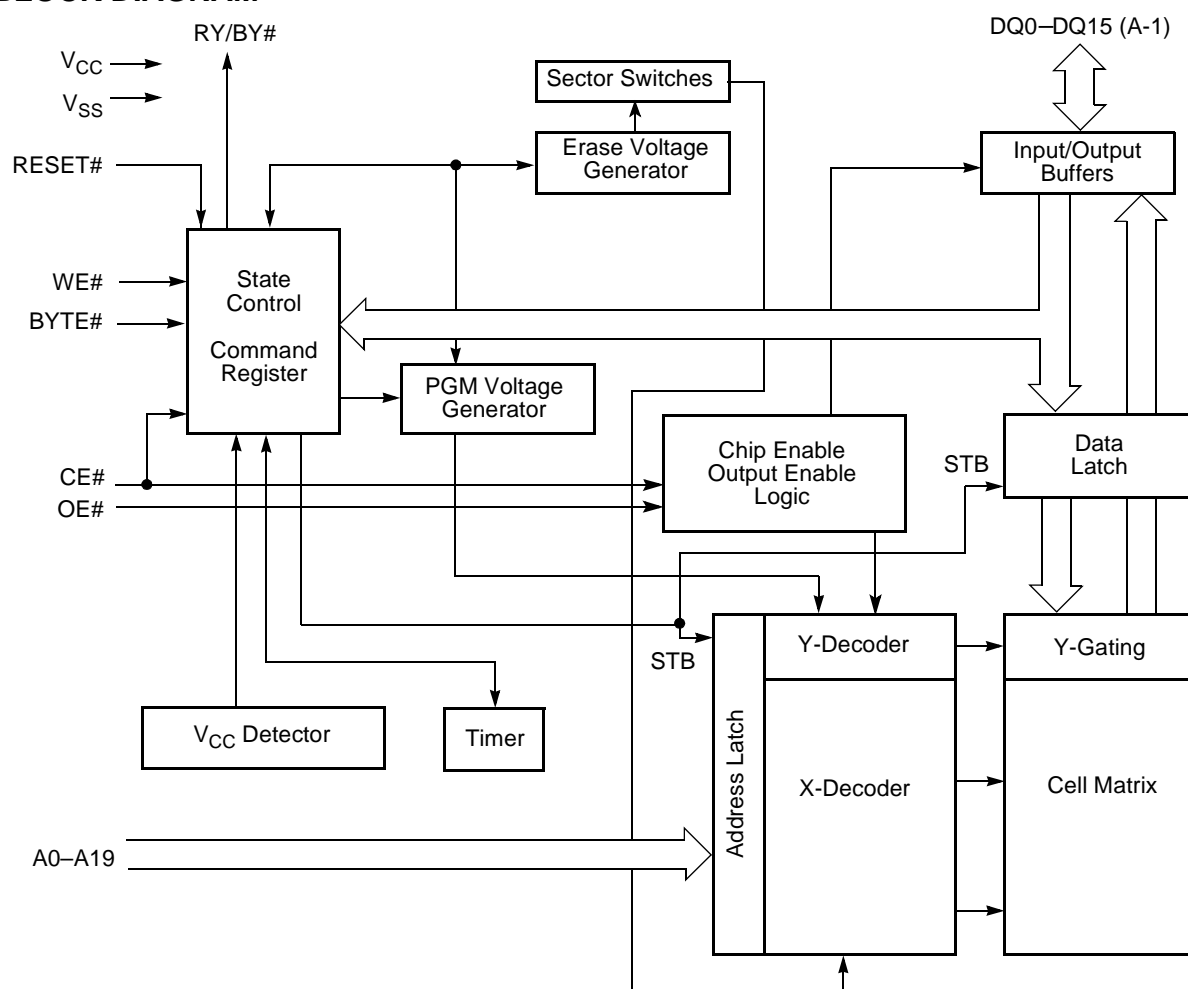 BLOCK DIAGRAM
RY/BY#
DQ0–DQ15 (A-1)
VCC
VSS
Sector Switches
Erase Voltage
Generator
Input/Output
Buffers
RESET#
WE#
BYTE#
State
Control
Command
Register
PGM Voltage
Generator
Chip Enable
Output Enable
Logic
STB
Data
Latch
CE#
OE#
STB
Y-Decoder
Y-Gating
VCC Detector
Timer
Address Latch
X-Decoder
Cell Matrix
A0–A19